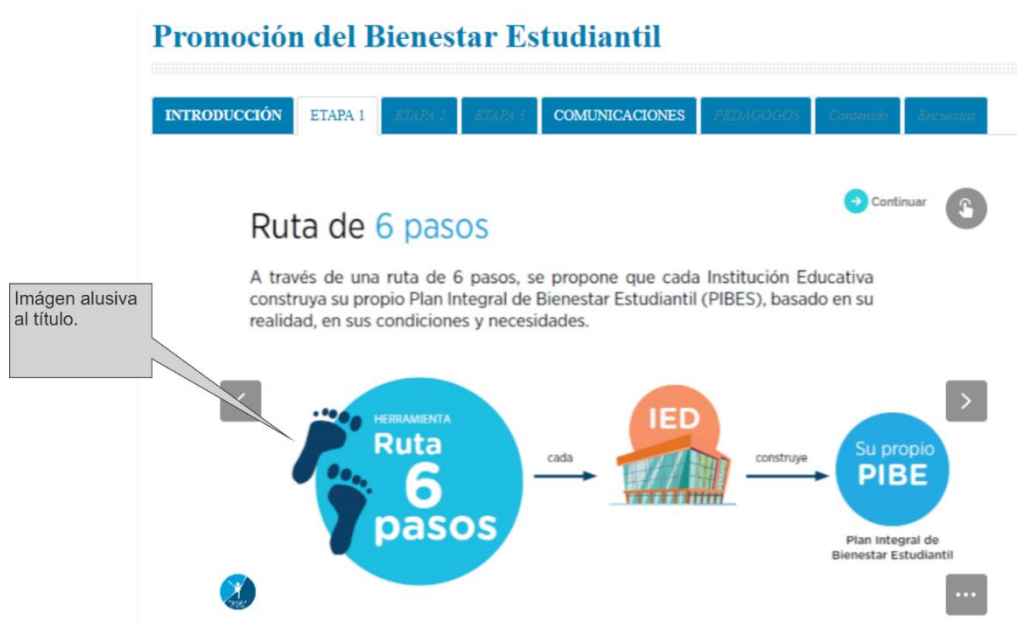 Promoción del Bienestar Estudiantil
INTRODUCCIÓN ETAPA 1 ETAPA 2 ETAPA 3 COMUNICACIONES PEDAGOGOS Contenido Encuestas
Continuar
Ruta de 6 pasos
A través de una ruta de 6 pasos, se propone que cada Institución Educativa
construya su propio Plan Integral de Bienestar Estudiantil (PIBES), basado en su
realidad, en sus condiciones y necesidades.
Imágen alusiva
al título.
HERRAMIENTA
Ruta
6
pasos
cada
IED
construye
Su propio
PIBE
Plan Integral de
Bienestar Estudiantil